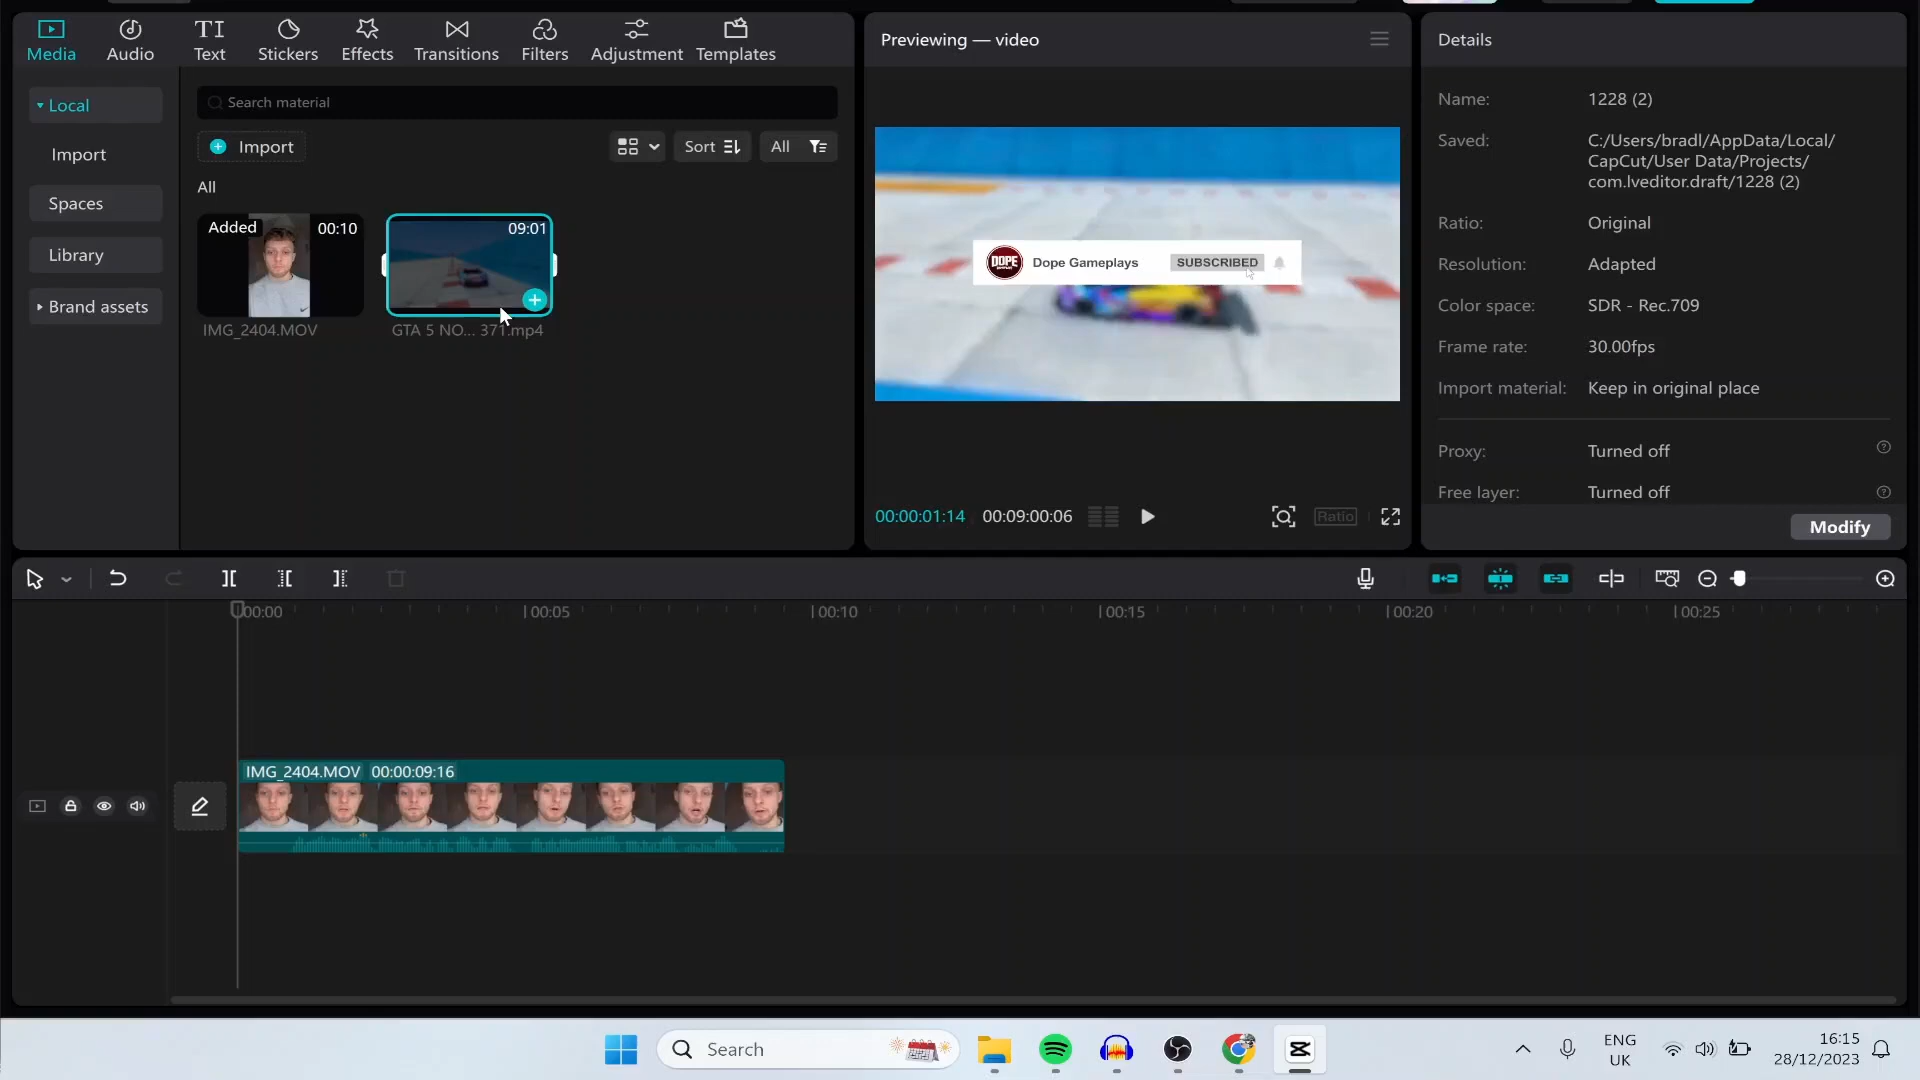 Media
Audio
Text
Stickers
Effects
Transitions
Filters
Adjustment
Templates
Local
Import
Spaces
Library
Brand assets
Search material
Import
Sort
All
All
Added
00:10
09:01
IMG_2404.MOV
GTA 5 NO... 371.mp4
Previewing — video
DOPE
Dope Gameplays
SUBSCRIBED
00:00:01:14
00:09:00:06
Ratio
Details
Name:
1228 (2)
Saved:
C:/Users/bradl/AppData/Local/
CapCut/User Data/Projects/
com.lveditor.draft/1228 (2)
Ratio:
Original
Resolution:
Adapted
Color space:
SDR - Rec.709
Frame rate:
30.00fps
Import material:
Keep in original place
Proxy:
Turned off
Free layer:
Turned off
Modify
00:00
00:05
00:10
00:15
00:20
00:25
IMG_2404.MOV 00:00:09:16
Search
ENG
UK
16:15
28/12/2023